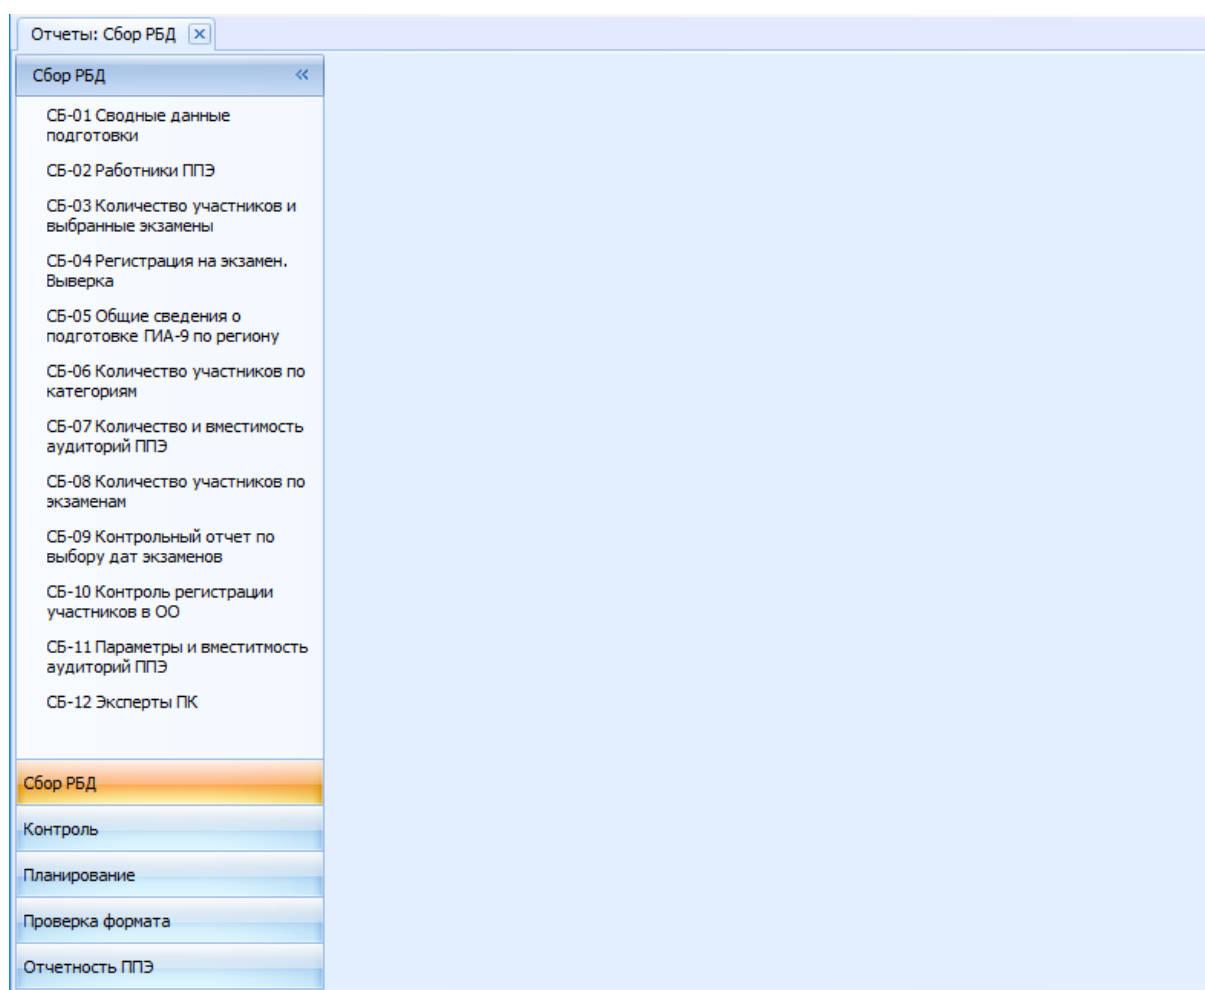 Отчеты: Сбор РБД
Сбор РБД
СБ-01 Сводные данные
подготовки
СБ-02 Работники ППЭ
СБ-03 Количество участников и
выбранные экзамены
СБ-04 Регистрация на экзамен.
Выверка
СБ-05 Общие сведения о
подготовке ГИА-9 по региону
СБ-06 Количество участников по
категориям
СБ-07 Количество и вместимость
аудиторий ППЭ
СБ-08 Количество участников по
экзаменам
СБ-09 Контрольный отчет по
выбору дат экзаменов
СБ-10 Контроль регистрации
участников в ОО
СБ-11 Параметры и вместитмость
аудиторий ППЭ
СБ-12 Эксперты ПК
Сбор РБД
Контроль
Планирование
Проверка формата
Отчетность ППЭ